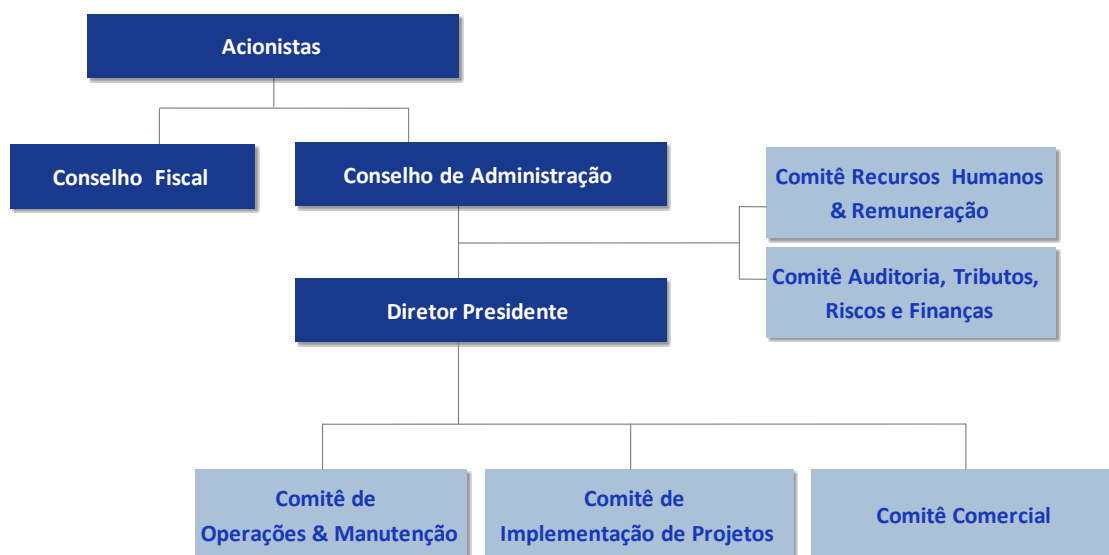 Acionistas
Conselho Fiscal
Conselho de Administração
Comitê Recursos Humanos
& Remuneração
Comitê Auditoria, Tributos,
Riscos e Finanças
Diretor Presidente
Comitê de
Operações & Manutenção
Comitê de
Implementação de Projetos
Comitê Comercial